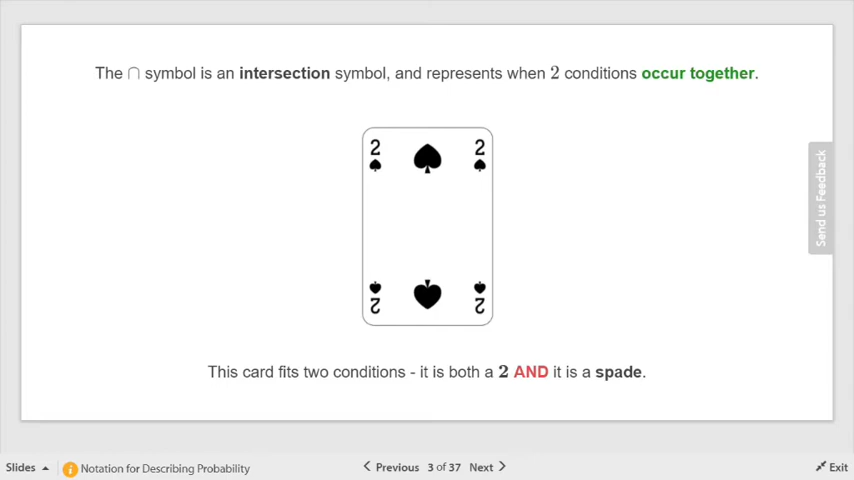 The ∩ symbol is an intersection symbol, and represents when 2 conditions occur together.
2 2
2 2
This card fits two conditions - it is both a 2 AND it is a spade.
Send us Feedback
Slides Notation for Describing Probability Previous 3 of 37 Next Exit